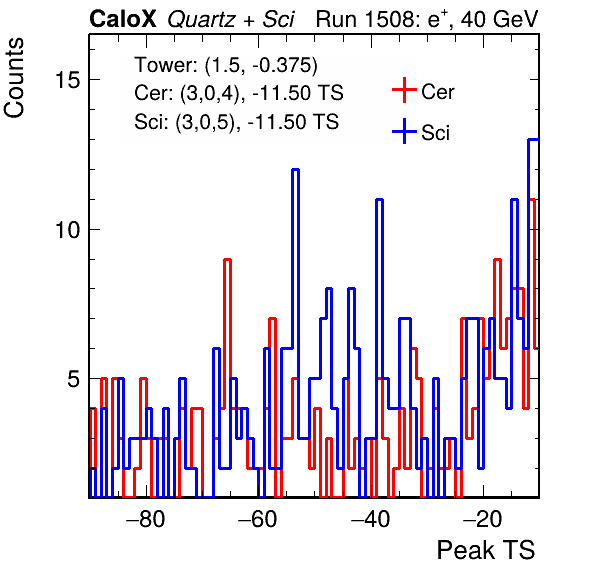 CaloX Quartz + Sci Run 1508: e⁺, 40 GeV
Counts
Tower: (1.5, -0.375)
Cer: (3,0,4), -11.50 TS
Sci: (3,0,5), -11.50 TS
Cer
Sci
15
10
5
−80 −60 −40 −20
Peak TS